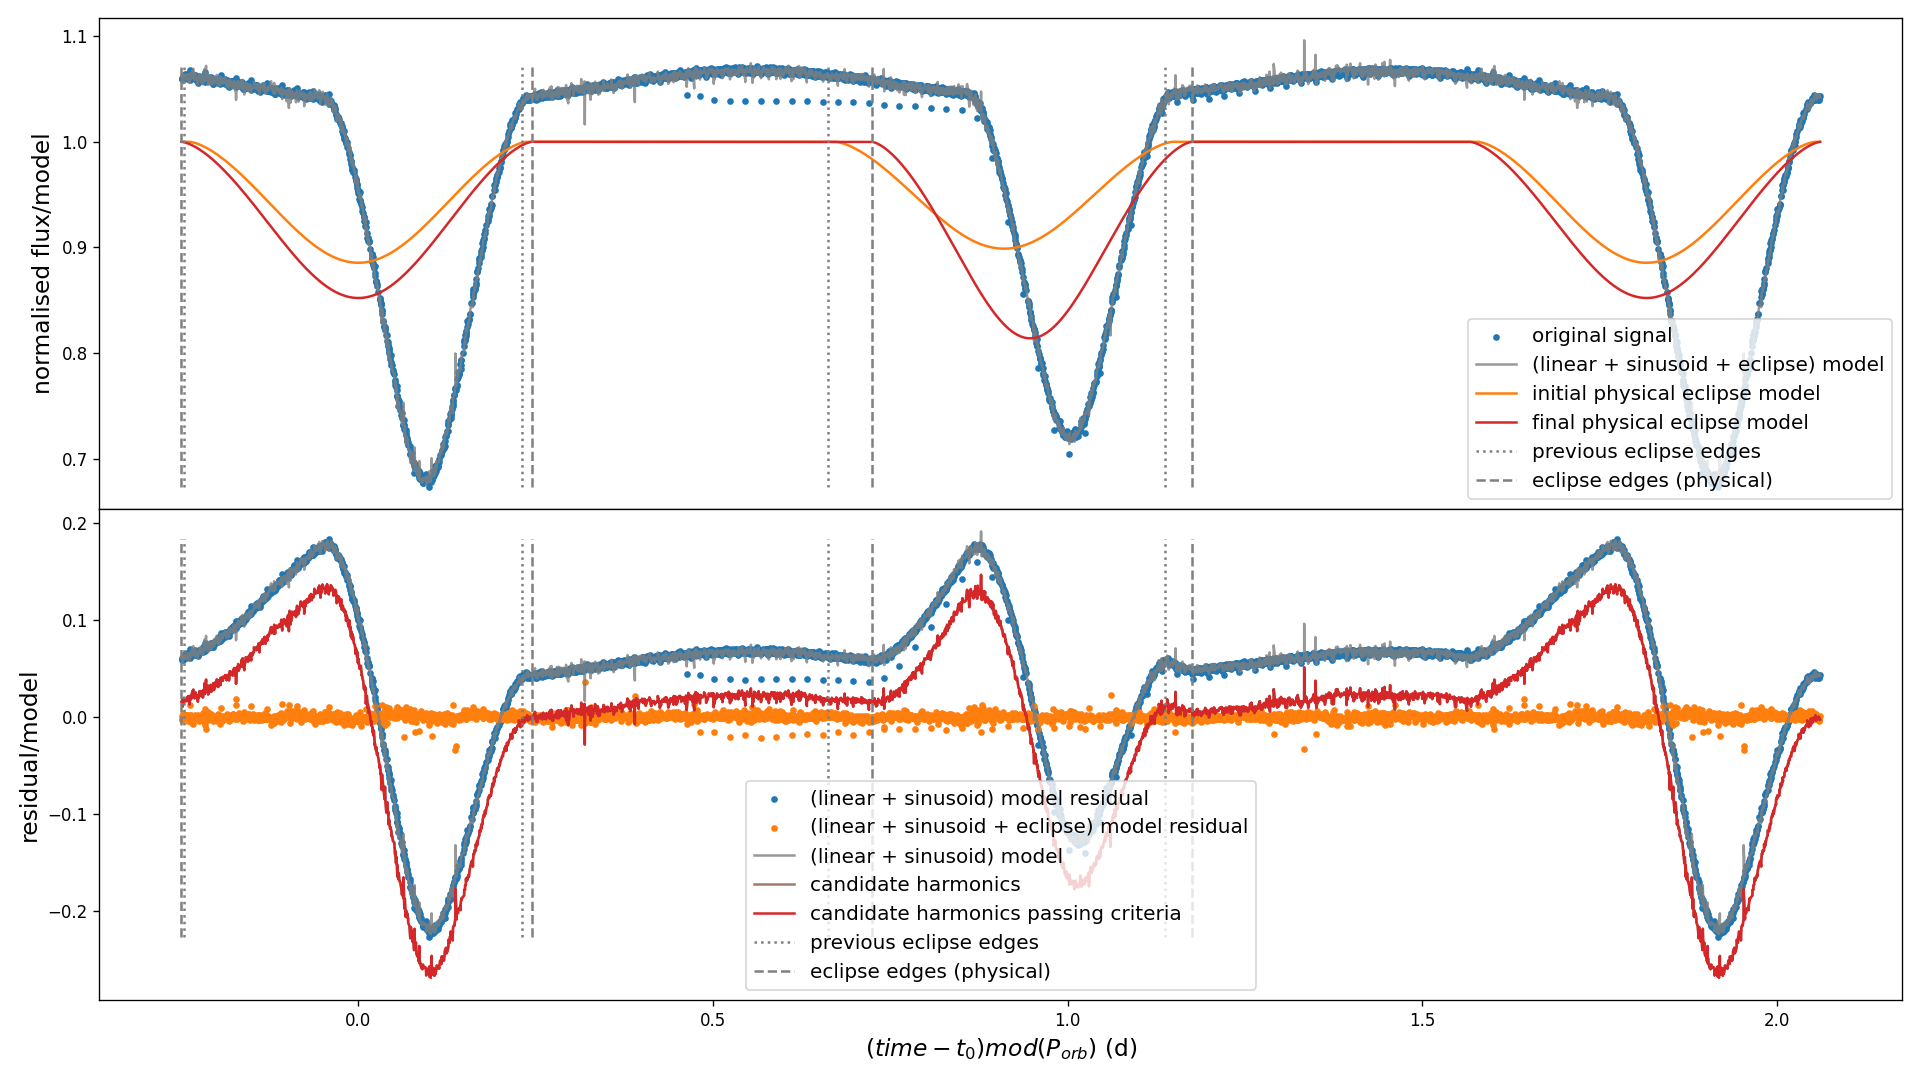 1.1
1.0
0.9
0.8
0.7
normalised flux/model
original signal
(linear + sinusoid + eclipse) model
initial physical eclipse model
final physical eclipse model
previous eclipse edges
eclipse edges (physical)
0.2
0.1
0.0
−0.1
−0.2
residual/model
(linear + sinusoid) model residual
(linear + sinusoid + eclipse) model residual
(linear + sinusoid) model
candidate harmonics
candidate harmonics passing criteria
previous eclipse edges
eclipse edges (physical)
0.0 0.5 1.0 1.5 2.0
(time − t₀)mod(Pₒᵣb) (d)